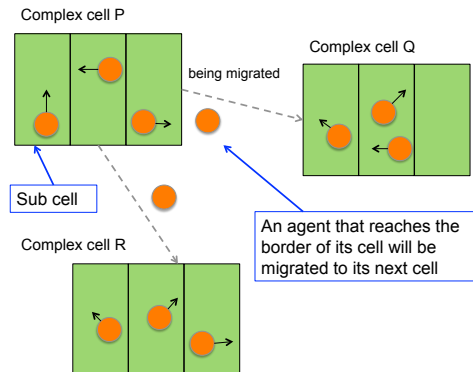 Complex cell P
Complex cell Q
being migrated
Sub cell
An agent that reaches the
border of its cell will be
migrated to its next cell
Complex cell R